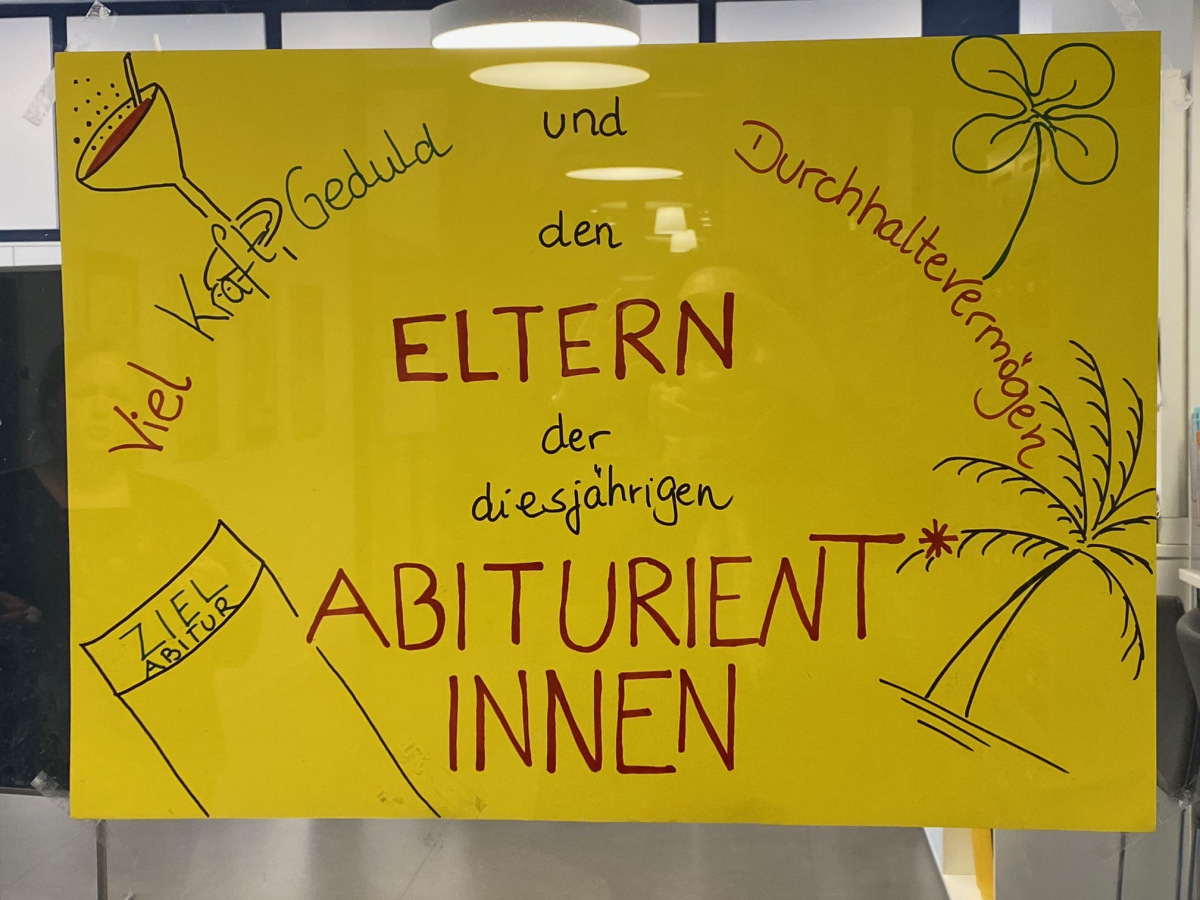 Viel Kraft, Geduld und Durchhaltevermögen
den
ELTERN
der
diesjährigen
ABITURIENT*
INNEN
ZIEL
ABITUR